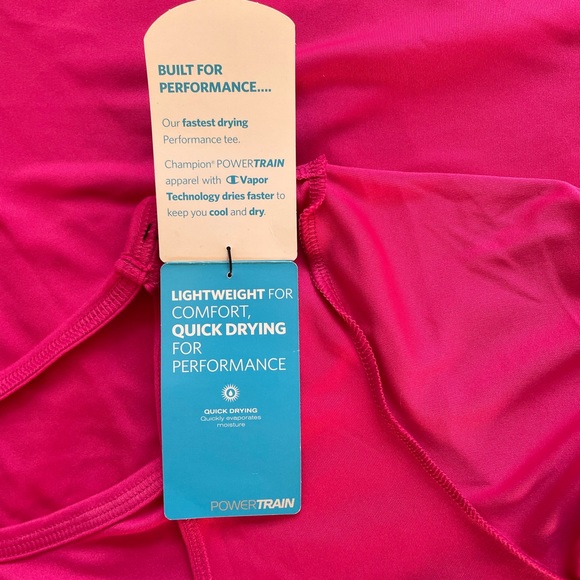 BUILT FOR
PERFORMANCE....
Our fastest drying
Performance tee.
Champion® POWERTRAIN
apparel with Vapor
Technology dries faster to
keep you cool and dry.
LIGHTWEIGHT FOR
COMFORT,
QUICK DRYING
FOR
PERFORMANCE
QUICK DRYING
Quickly evaporates
moisture
POWERTRAIN